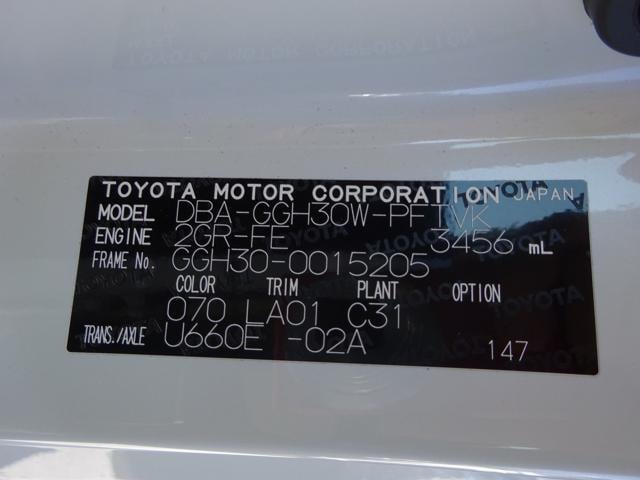 TOYOTA MOTOR CORPORATION JAPAN
MODEL DBA-GGH30W-PFTVK
ENGINE 2GR-FE 3456 mL
FRAME No. GGH30-0015205
COLOR TRIM PLANT OPTION
070 LA01 C31
TRANS./AXLE U660E -02A
147